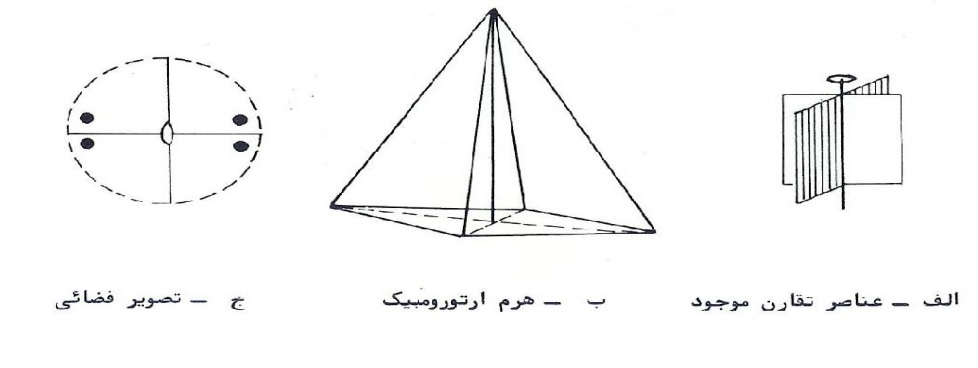 الف ـ عناصر تقارن موجود
ب ـ هرم ارتورومبیک
ج ـ تصویر فضائی